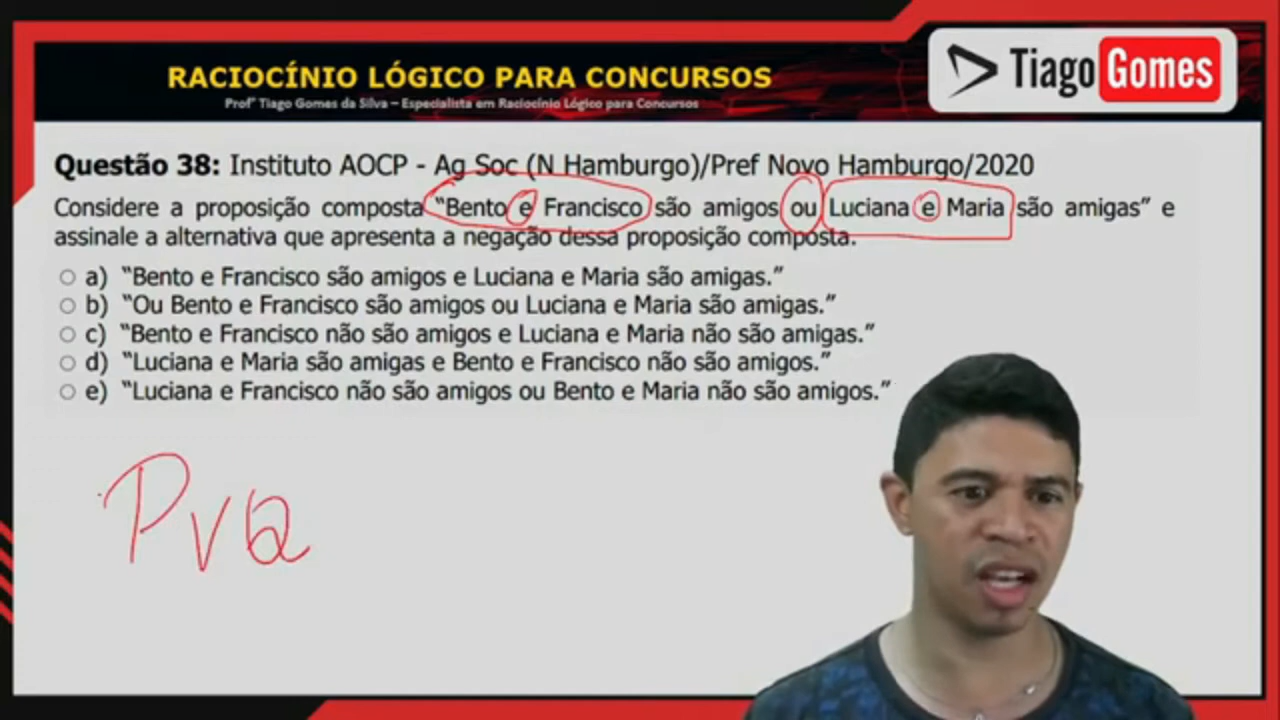 RACIOCÍNIO LÓGICO PARA CONCURSOS
Profº Tiago Gomes da Silva – Especialista em Raciocínio Lógico para Concursos
Tiago Gomes
Questão 38: Instituto AOCP - Ag Soc (N Hamburgo)/Pref Novo Hamburgo/2020
Considere a proposição composta “Bento e Francisco são amigos ou Luciana e Maria são amigas” e
assinale a alternativa que apresenta a negação dessa proposição composta.
a) “Bento e Francisco são amigos e Luciana e Maria são amigas.”
b) “Ou Bento e Francisco são amigos ou Luciana e Maria são amigas.”
c) “Bento e Francisco não são amigos e Luciana e Maria não são amigas.”
d) “Luciana e Maria são amigas e Bento e Francisco não são amigos.”
e) “Luciana e Francisco não são amigos ou Bento e Maria não são amigos.”
P v Q